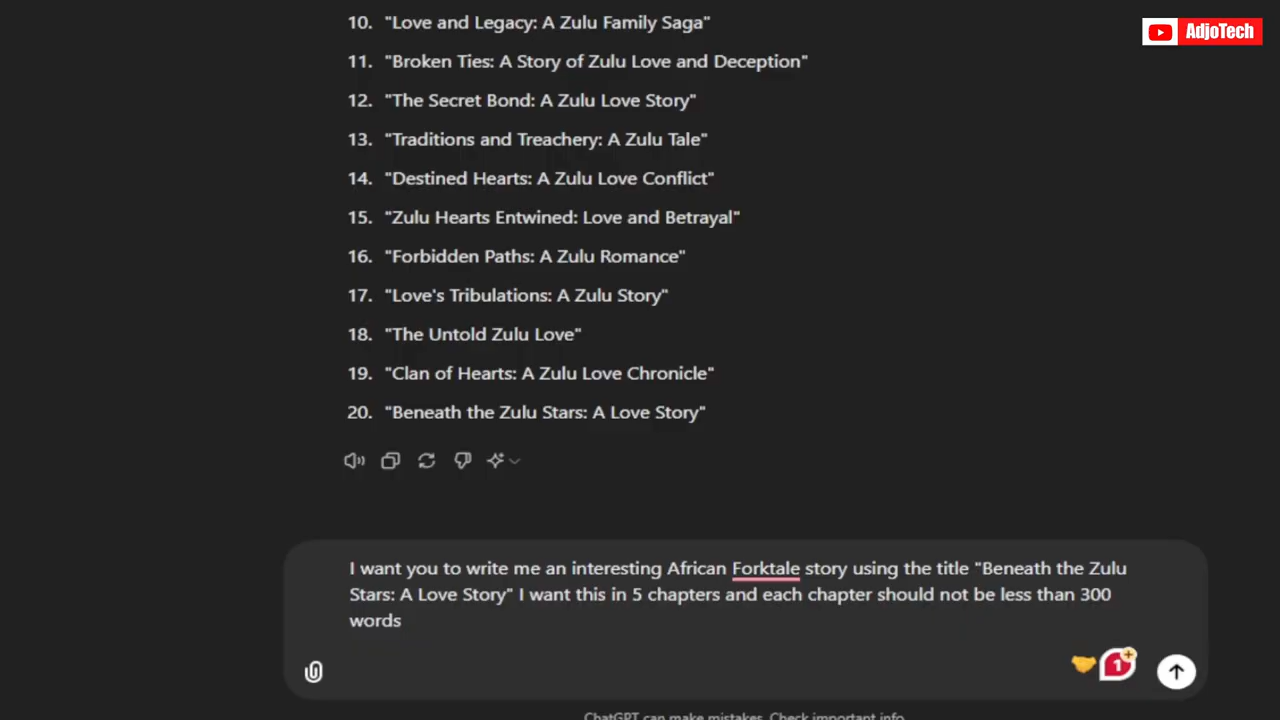 AdjoTech
10. "Love and Legacy: A Zulu Family Saga"
11. "Broken Ties: A Story of Zulu Love and Deception"
12. "The Secret Bond: A Zulu Love Story"
13. "Traditions and Treachery: A Zulu Tale"
14. "Destined Hearts: A Zulu Love Conflict"
15. "Zulu Hearts Entwined: Love and Betrayal"
16. "Forbidden Paths: A Zulu Romance"
17. "Love's Tribulations: A Zulu Story"
18. "The Untold Zulu Love"
19. "Clan of Hearts: A Zulu Love Chronicle"
20. "Beneath the Zulu Stars: A Love Story"
I want you to write me an interesting African Forktale story using the title "Beneath the Zulu
Stars: A Love Story" I want this in 5 chapters and each chapter should not be less than 300
words
1
ChatGPT can make mistakes. Check important info.